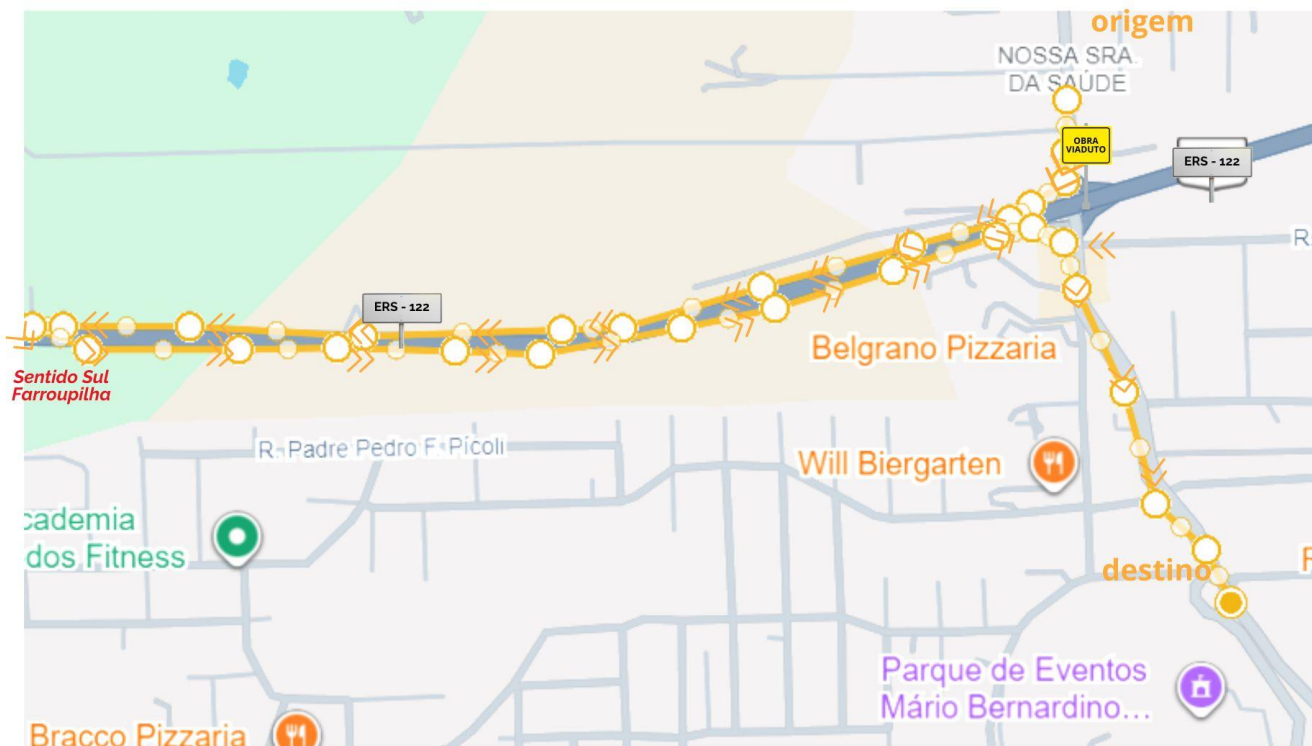 origem
NOSSA SRA.
DA SAÚDE
OBRA
VIADUTO
ERS - 122
ERS - 122
R
Sentido Sul
Farroupilha
Belgrano Pizzaria
R. Padre Pedro F. Picoli
Will Biergarten
cademia
dos Fitness
destino
F
Parque de Eventos
Mário Bernardino...
Bracco Pizzaria